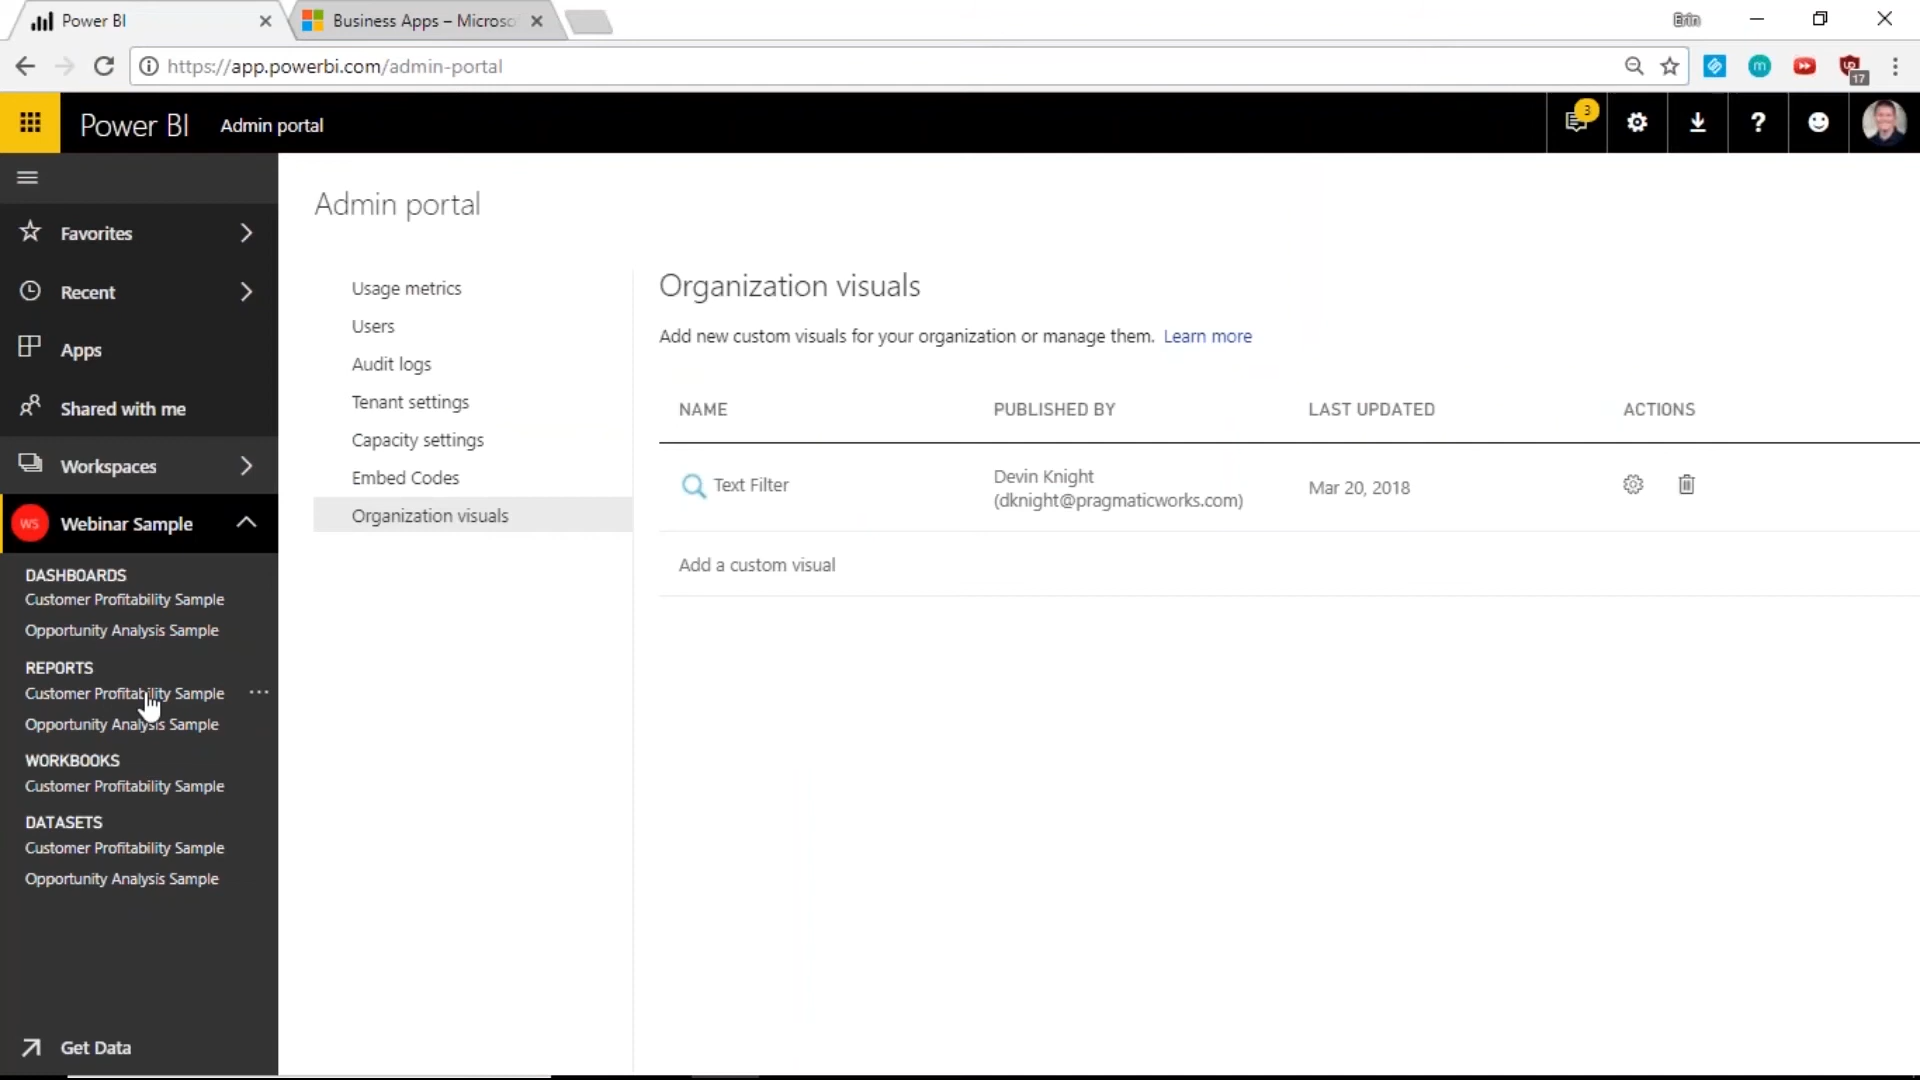 Power BI
Business Apps – Microso
Erin
https://app.powerbi.com/admin-portal
m
17
Power BI
Admin portal
3
?
Favorites
Recent
Apps
Shared with me
Workspaces
WS
Webinar Sample
DASHBOARDS
Customer Profitability Sample
Opportunity Analysis Sample
REPORTS
Customer Profitability Sample
...
Opportunity Analysis Sample
WORKBOOKS
Customer Profitability Sample
DATASETS
Customer Profitability Sample
Opportunity Analysis Sample
Get Data
Admin portal
Usage metrics
Users
Audit logs
Tenant settings
Capacity settings
Embed Codes
Organization visuals
Organization visuals
Add new custom visuals for your organization or manage them. Learn more
NAME PUBLISHED BY LAST UPDATED ACTIONS
Text Filter
Devin Knight
(dknight@pragmaticworks.com)
Mar 20, 2018
Add a custom visual